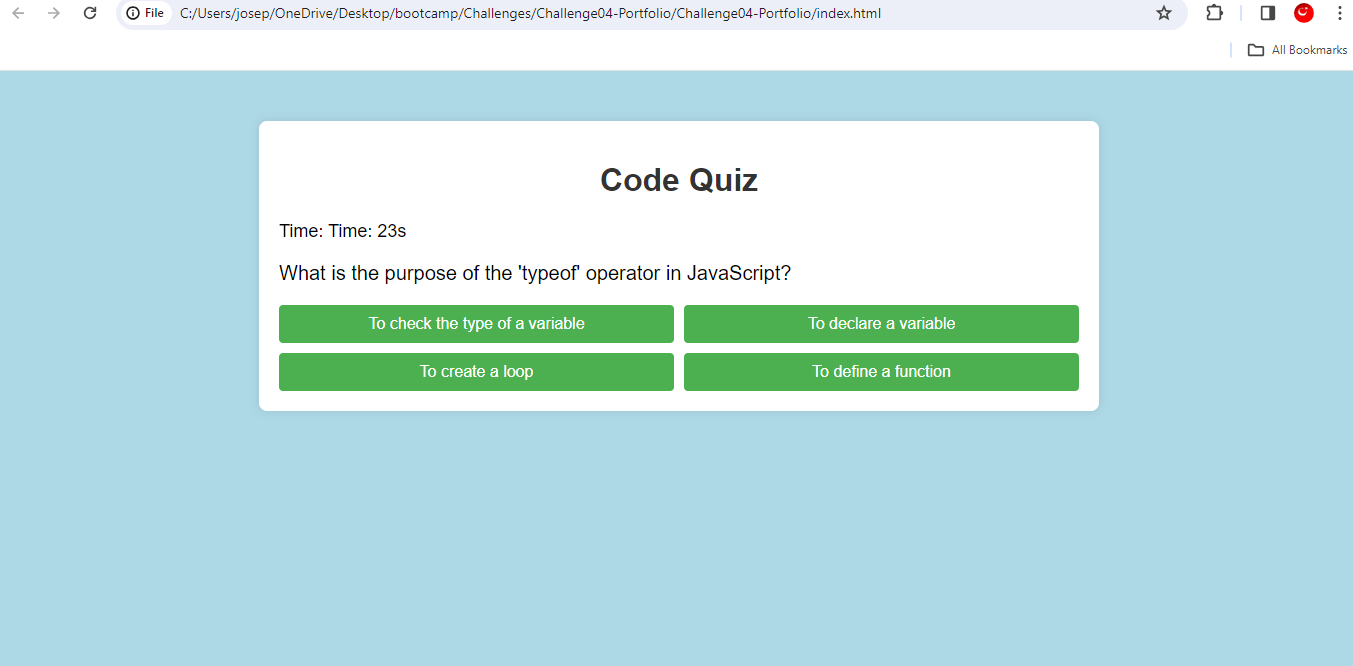 File C:/Users/josep/OneDrive/Desktop/bootcamp/Challenges/Challenge04-Portfolio/Challenge04-Portfolio/index.html
All Bookmarks
Code Quiz
Time: Time: 23s
What is the purpose of the 'typeof' operator in JavaScript?
To check the type of a variable To declare a variable
To create a loop To define a function